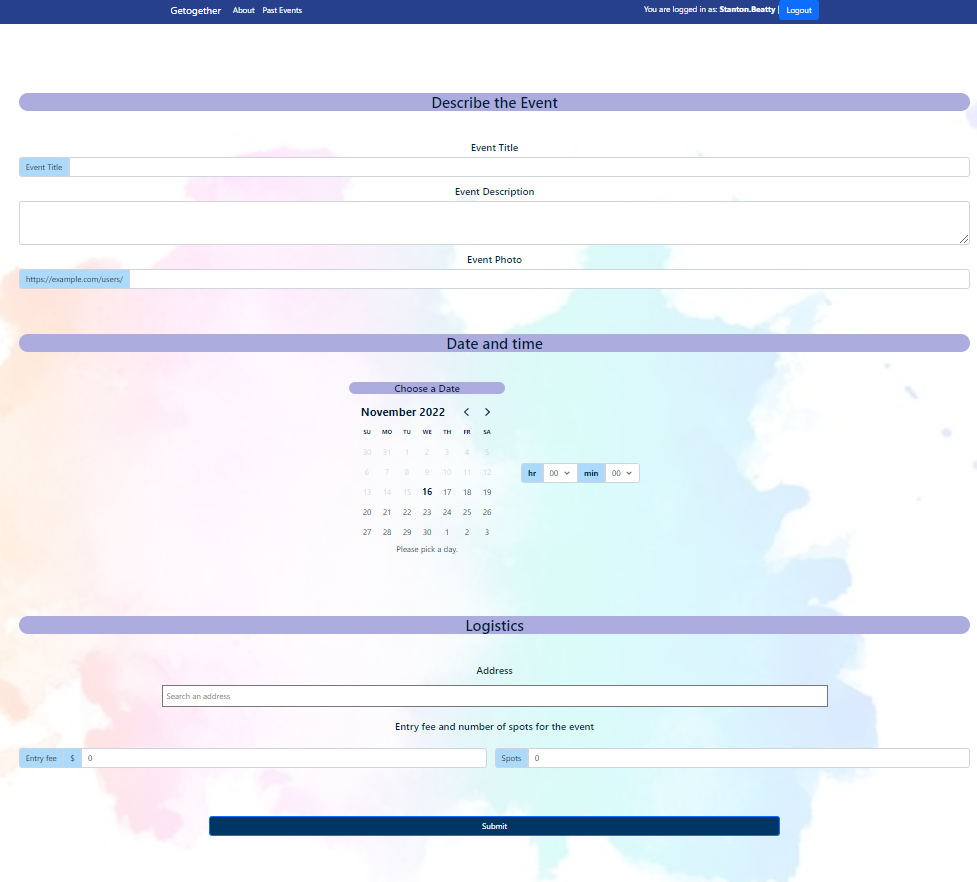 Getogether About Past Events You are logged in as: Stanton.Beatty | Logout
Describe the Event
Event Title
Event Title
Event Description
Event Photo
https://example.com/users/
Date and time
Choose a Date
November 2022
SU MO TU WE TH FR SA
30 31 1 2 3 4 5
6 7 8 9 10 11 12
hr 00 min 00
13 14 15 16 17 18 19
20 21 22 23 24 25 26
27 28 29 30 1 2 3
Please pick a day.
Logistics
Address
Search an address
Entry fee and number of spots for the event
Entry fee $ 0 Spots 0
Submit